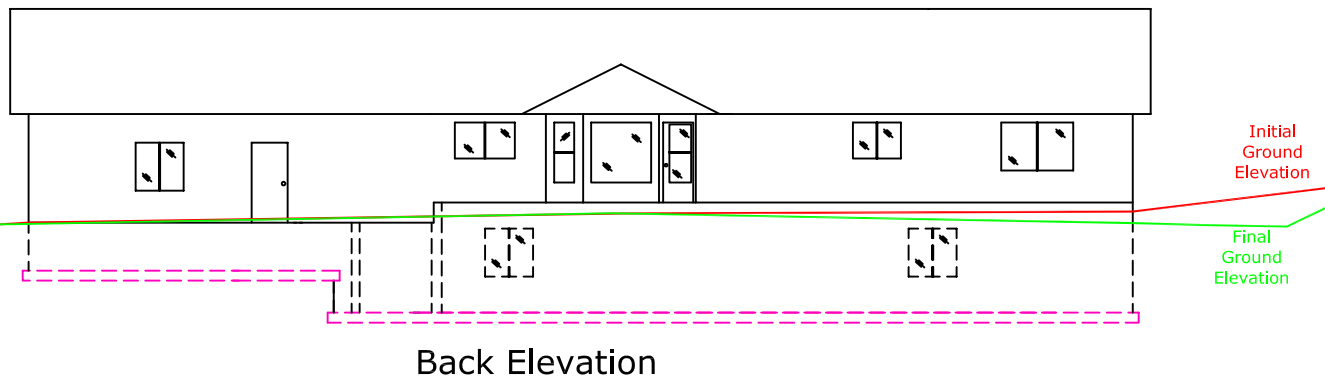 Initial
Ground
Elevation
Final
Ground
Elevation
Back Elevation